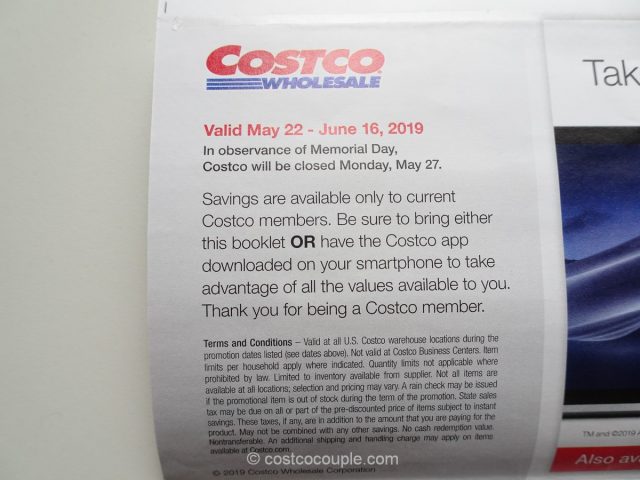 COSTCO
WHOLESALE
Valid May 22 - June 16, 2019
In observance of Memorial Day,
Costco will be closed Monday, May 27.
Savings are available only to current
Costco members. Be sure to bring either
this booklet OR have the Costco app
downloaded on your smartphone to take
advantage of all the values available to you.
Thank you for being a Costco member.
Terms and Conditions – Valid at all U.S. Costco warehouse locations during the
promotion dates listed (see dates above). Not valid at Costco Business Centers. Item
limits per household apply where indicated. Quantity limits not applicable where
prohibited by law. Limited to inventory available from supplier. Not all items are
available at all locations; selection and pricing may vary. A rain check may be issued
if the promotional item is out of stock during the term of the promotion. State sales
tax may be due on all or part of the pre-discounted price of items subject to instant
savings. These taxes, if any, are in addition to the amount that you are paying for the
product. May not be combined with any other savings. No cash redemption value.
Nontransferable. An additional shipping and handling charge may apply on items
available at Costco.com.
© 2019 Costco Wholesale Corporation
© costcocouple.com
Tak
TM and ©2019 A
Also av